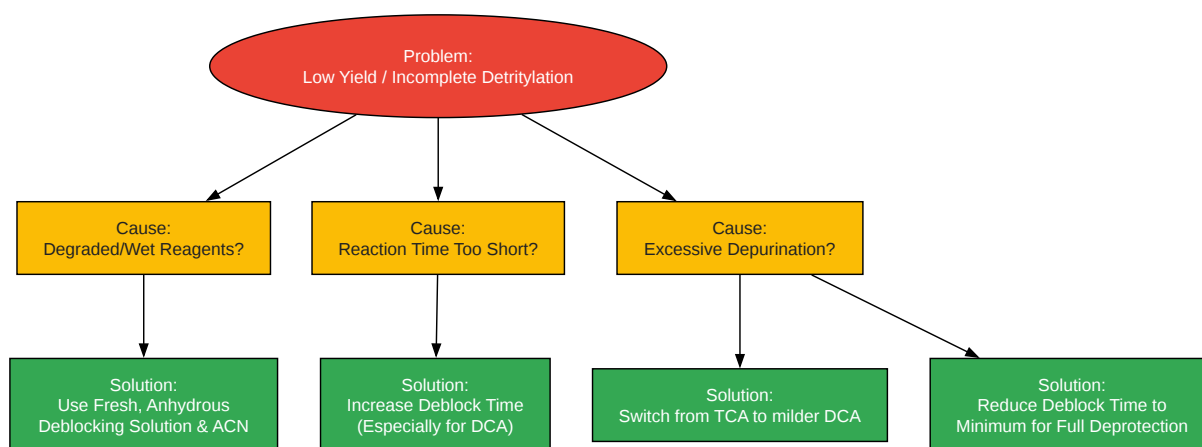 Problem:
Low Yield / Incomplete Detritylation
Cause:
Degraded/Wet Reagents?
Cause:
Reaction Time Too Short?
Cause:
Excessive Depurination?
Solution:
Use Fresh, Anhydrous
Deblocking Solution & ACN
Solution:
Increase Deblock Time
(Especially for DCA)
Solution:
Switch from TCA to milder DCA
Solution:
Reduce Deblock Time to
Minimum for Full Deprotection